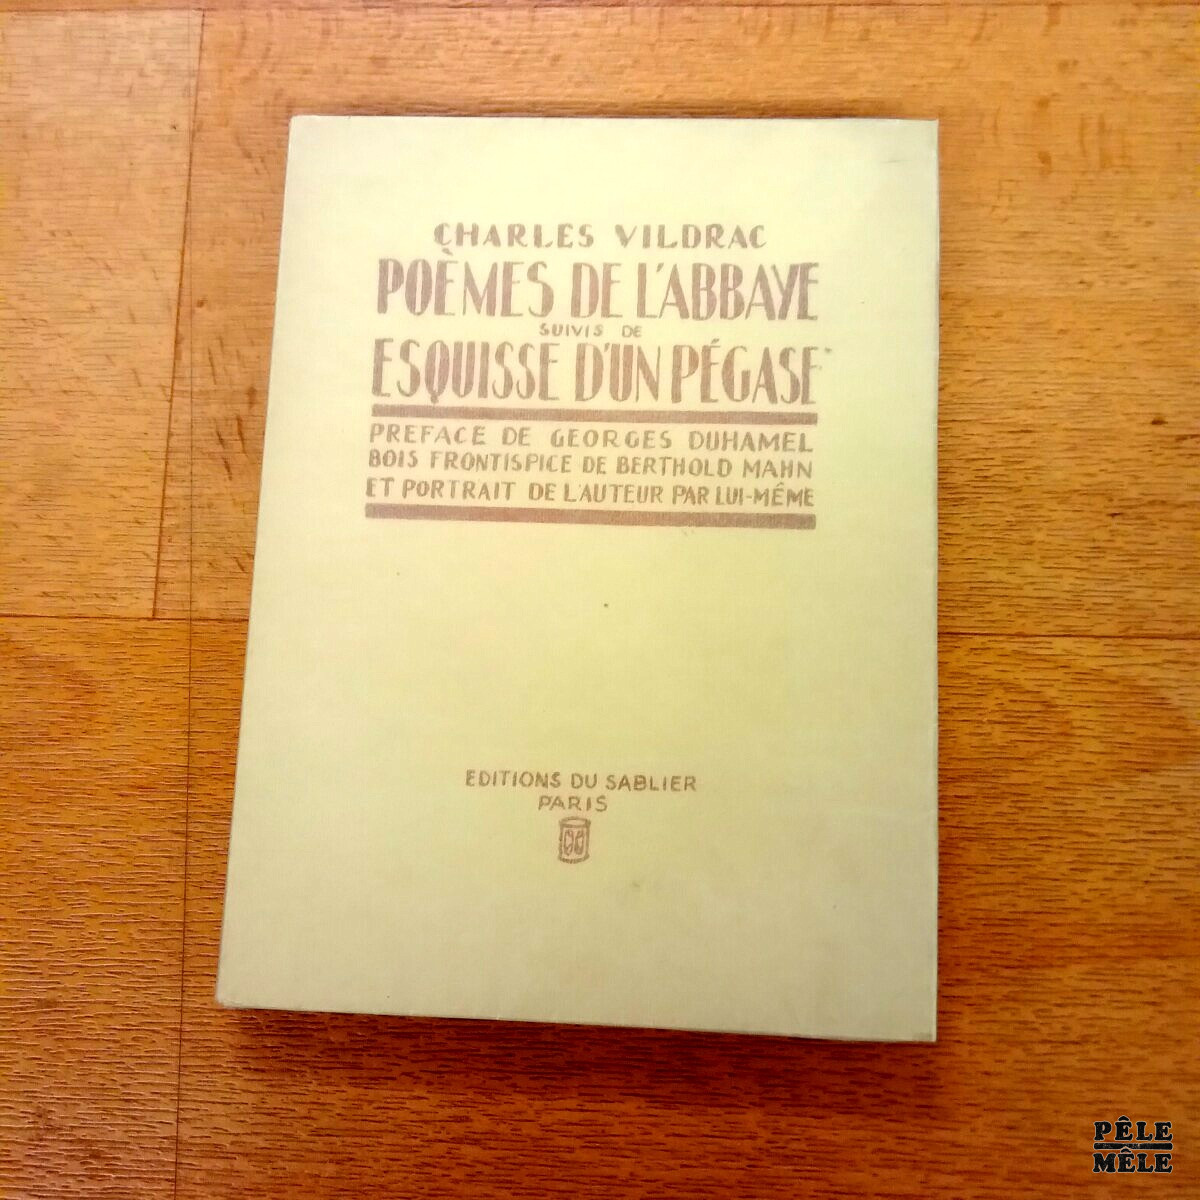 CHARLES VILDRAC
POÈMES DE L'ABBAYE
SUIVIS DE
ESQUISSE D'UN PÉGASE
PREFACE DE GEORGES DUHAMEL
BOIS FRONTISPICE DE BERTHOLD MAHN
ET PORTRAIT DE L'AUTEUR PAR LUI-MÊME
EDITIONS DU SABLIER
PARIS
PÊLE
MÊLE